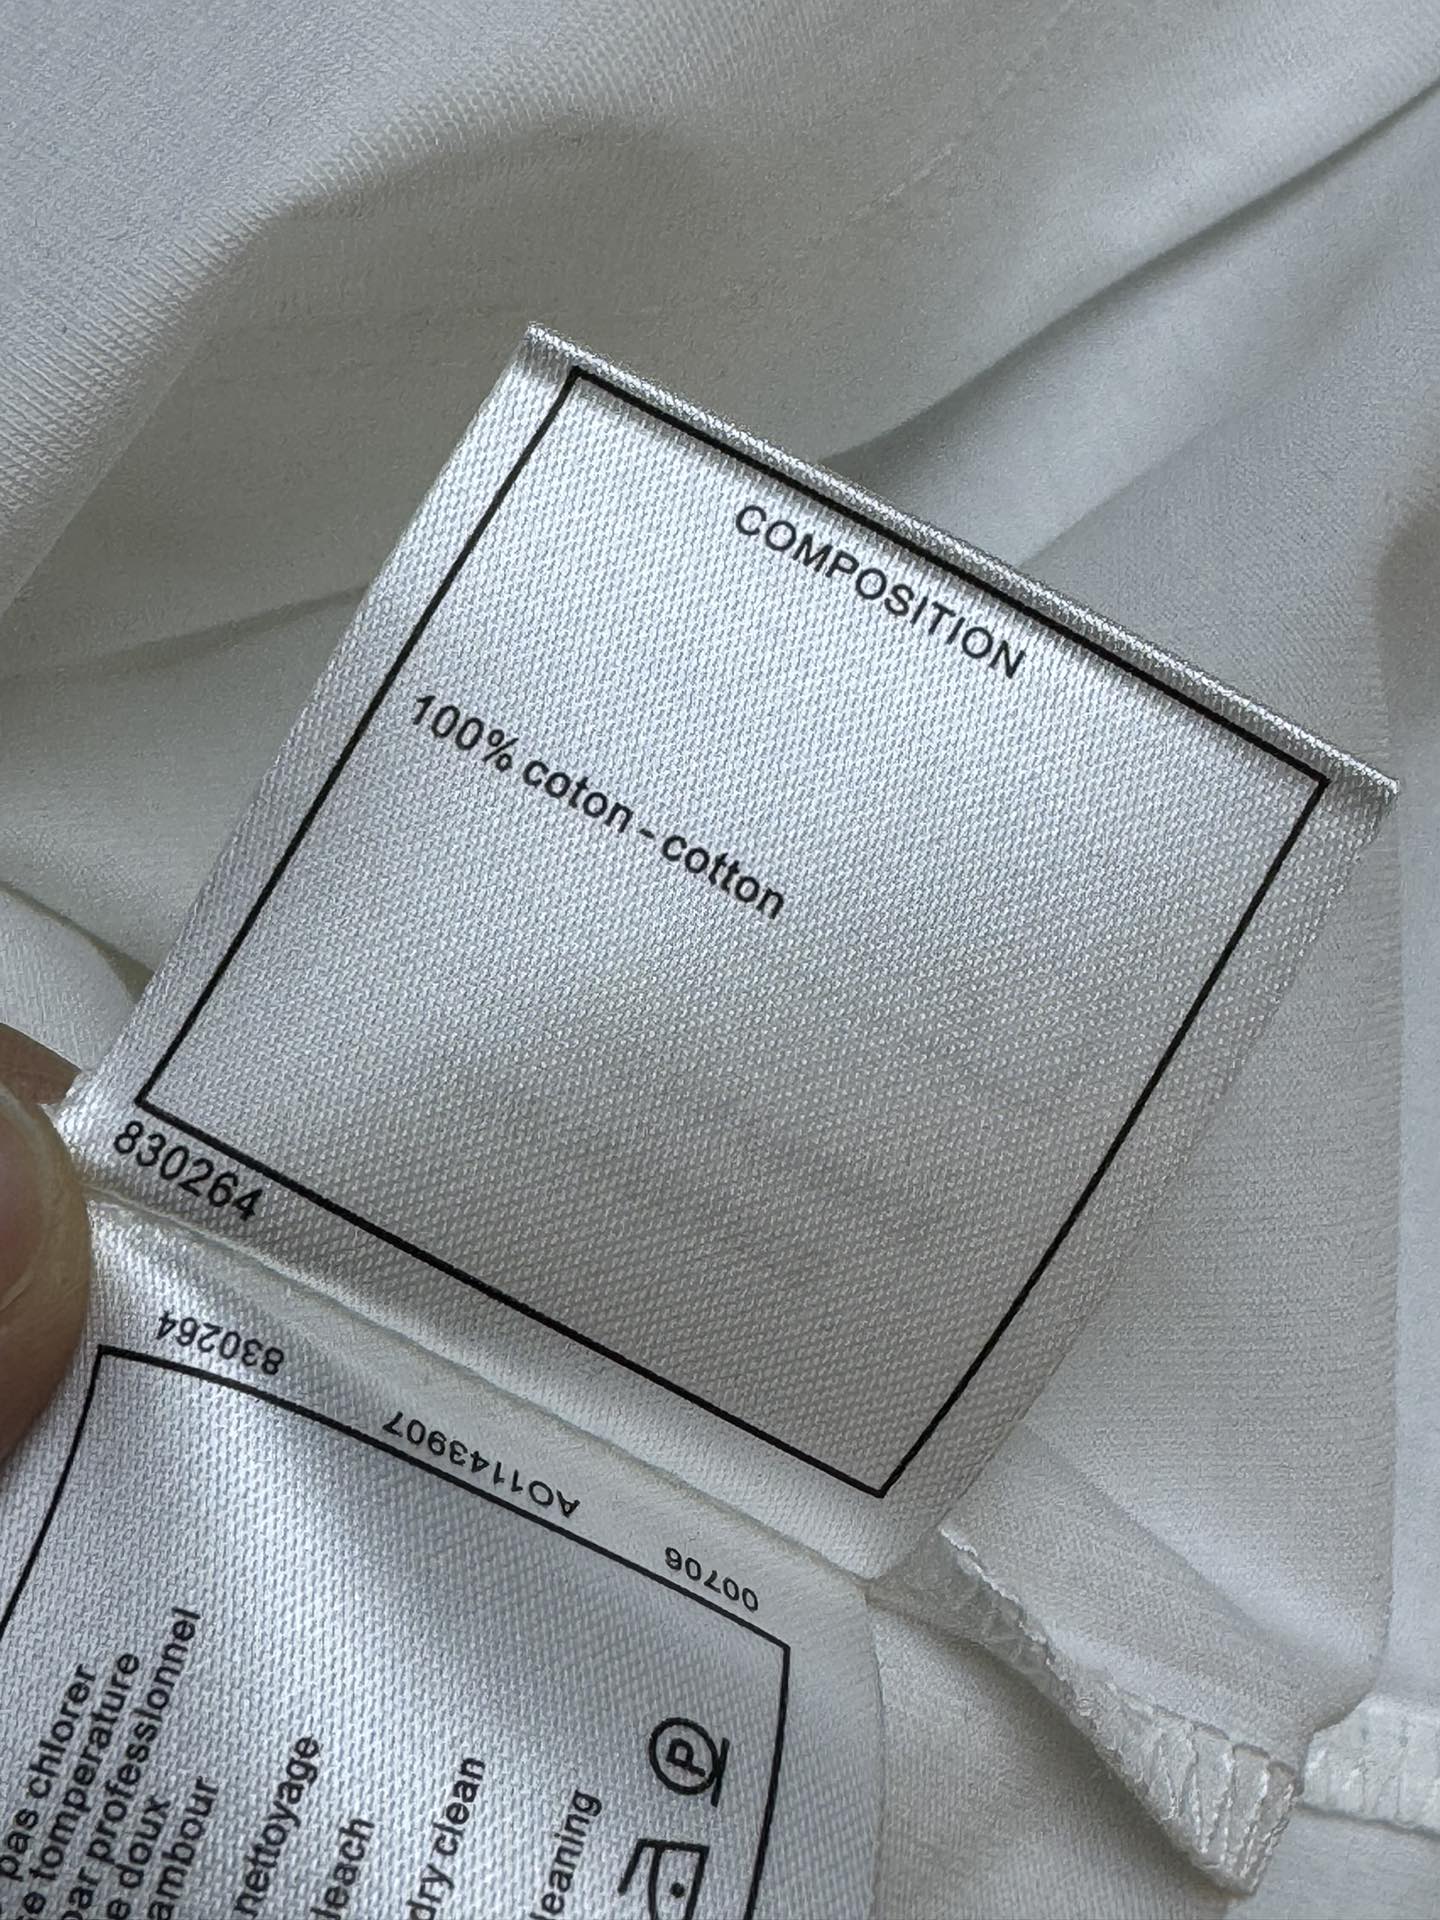 COMPOSITION
100% coton - cotton
830264
830264
AO1143907
00706
pas chlorer
tomperature
par professionnel
doux
ambour
nettoyage
leach
dry clean
leaning
P